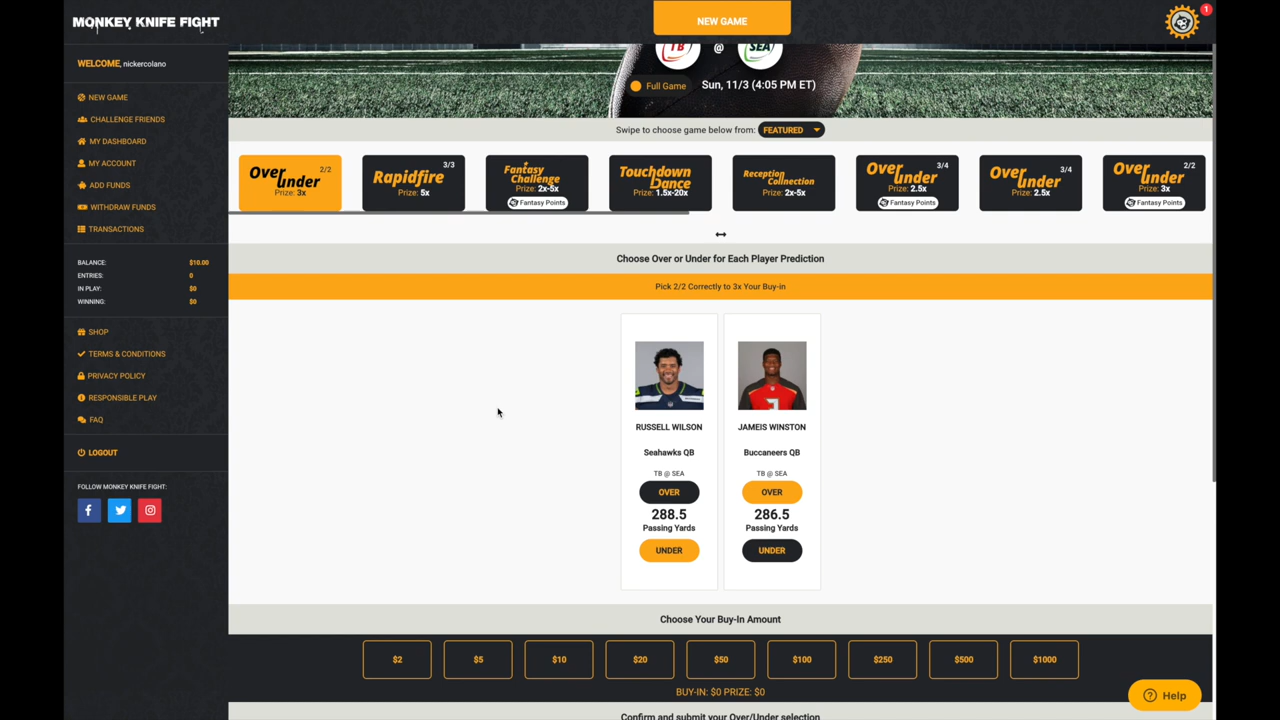 MONKEY KNIFE FIGHT
NEW GAME
1
WELCOME, nickercolano
NEW GAME
CHALLENGE FRIENDS
MY DASHBOARD
MY ACCOUNT
ADD FUNDS
WITHDRAW FUNDS
TRANSACTIONS
BALANCE: $10.00
ENTRIES: 0
IN PLAY: $0
WINNING: $0
SHOP
TERMS & CONDITIONS
PRIVACY POLICY
RESPONSIBLE PLAY
FAQ
LOGOUT
FOLLOW MONKEY KNIFE FIGHT:
TB @ SEA
Full Game Sun, 11/3 (4:05 PM ET)
Swipe to choose game below from: FEATURED
Over under 2/2 Prize: 3x
Rapidfire 3/3 Prize: 5x
Fantasy Challenge Prize: 2x-5x Fantasy Points
Touchdown Dance Prize: 1.5x-20x
Reception Connection Prize: 2x-5x
Over under 3/4 Prize: 2.5x Fantasy Points
Over under 3/4 Prize: 2.5x
Over under 2/2 Prize: 3x Fantasy Points
Choose Over or Under for Each Player Prediction
Pick 2/2 Correctly to 3x Your Buy-in
RUSSELL WILSON
Seahawks QB
TB @ SEA
OVER
288.5
Passing Yards
UNDER
JAMEIS WINSTON
Buccaneers QB
TB @ SEA
OVER
286.5
Passing Yards
UNDER
Choose Your Buy-In Amount
$2 $5 $10 $20 $50 $100 $250 $500 $1000
BUY-IN: $0 PRIZE: $0
Help
Confirm and submit your Over/Under selection